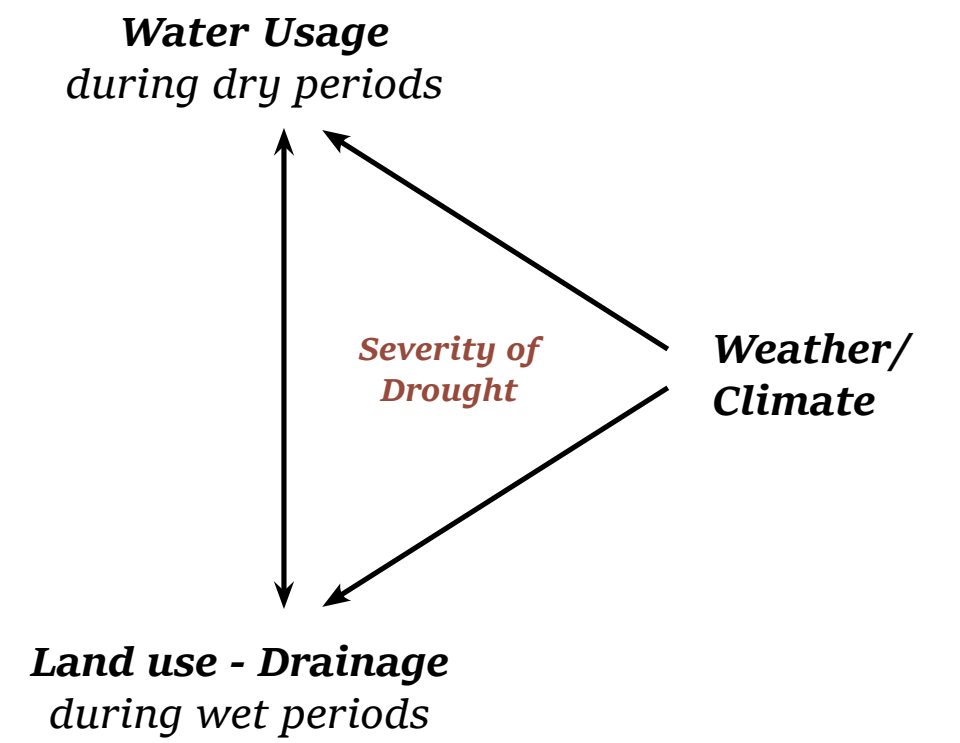 Water Usage
during dry periods
Severity of
Drought
Weather/
Climate
Land use - Drainage
during wet periods